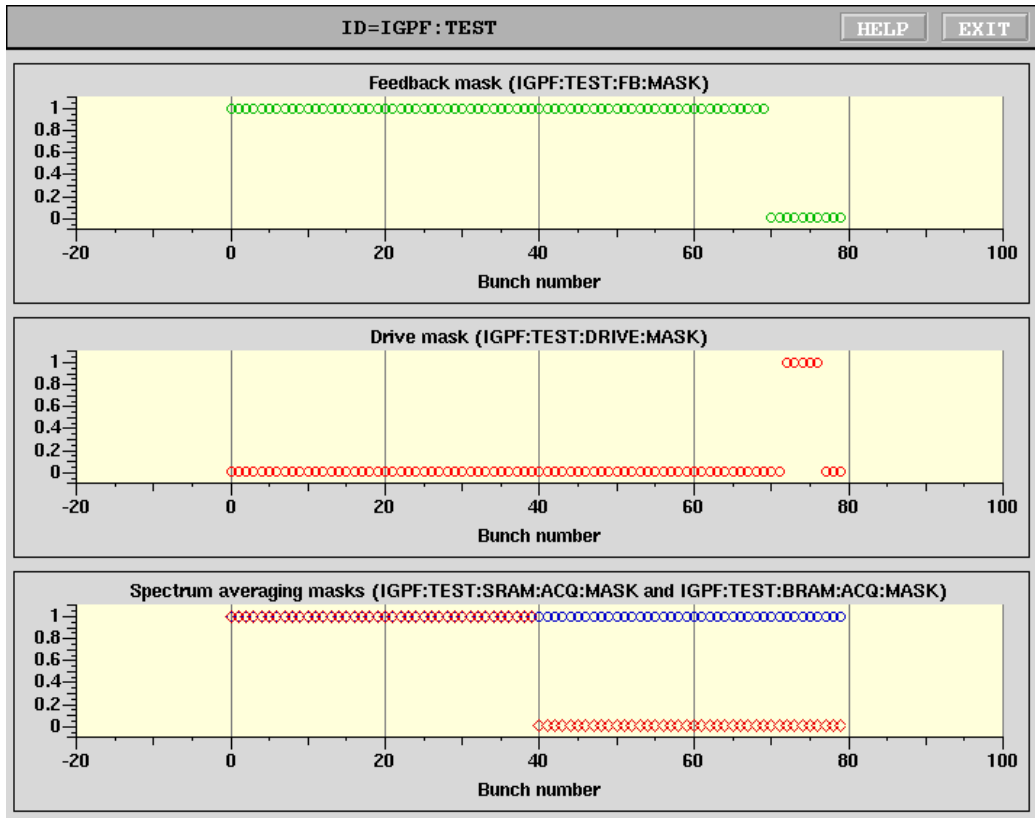 ID=IGPF:TEST HELP EXIT
Feedback mask (IGPF:TEST:FB:MASK)
1
0.8
0.6
0.4
0.2
0
-20 0 20 40 60 80 100
Bunch number
Drive mask (IGPF:TEST:DRIVE:MASK)
1
0.8
0.6
0.4
0.2
0
-20 0 20 40 60 80 100
Bunch number
Spectrum averaging masks (IGPF:TEST:SRAM:ACQ:MASK and IGPF:TEST:BRAM:ACQ:MASK)
1
0.8
0.6
0.4
0.2
0
-20 0 20 40 60 80 100
Bunch number